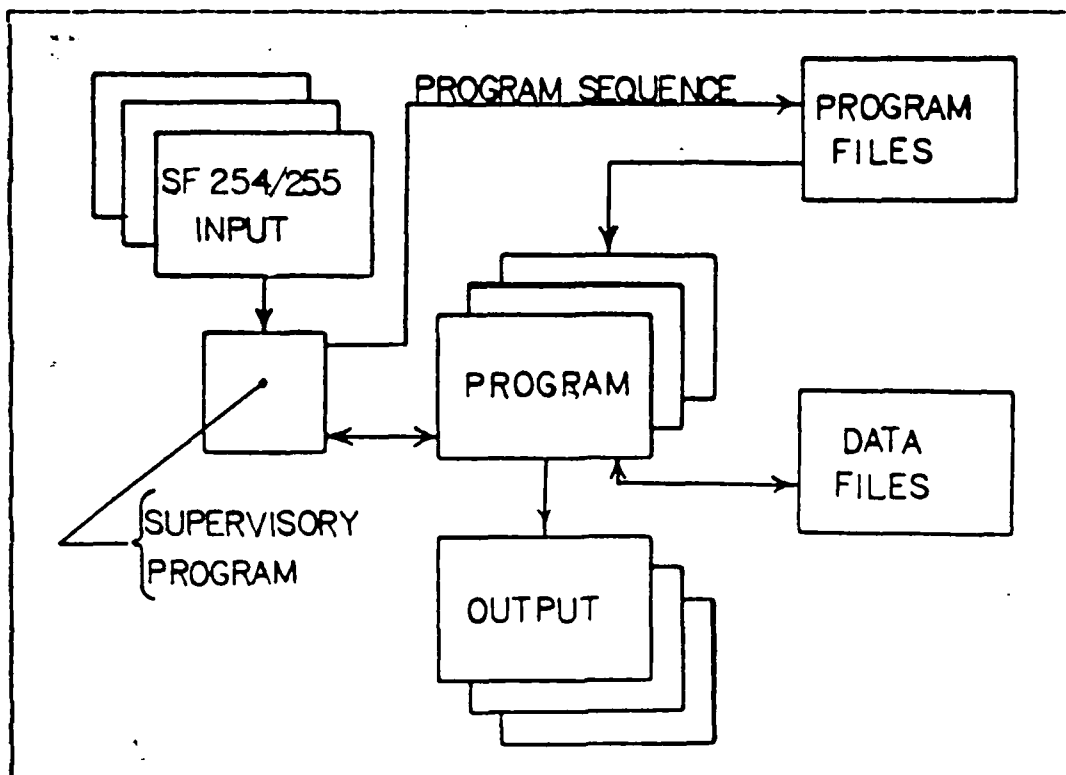 PROGRAM SEQUENCE
PROGRAM
FILES
SF 254/255
INPUT
PROGRAM
DATA
FILES
SUPERVISORY
PROGRAM
OUTPUT